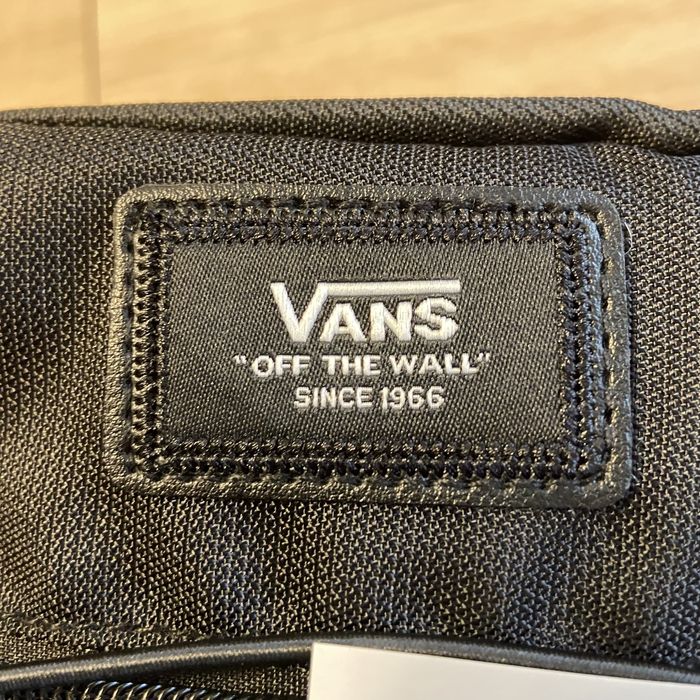 VANS
"OFF THE WALL"
SINCE 1966